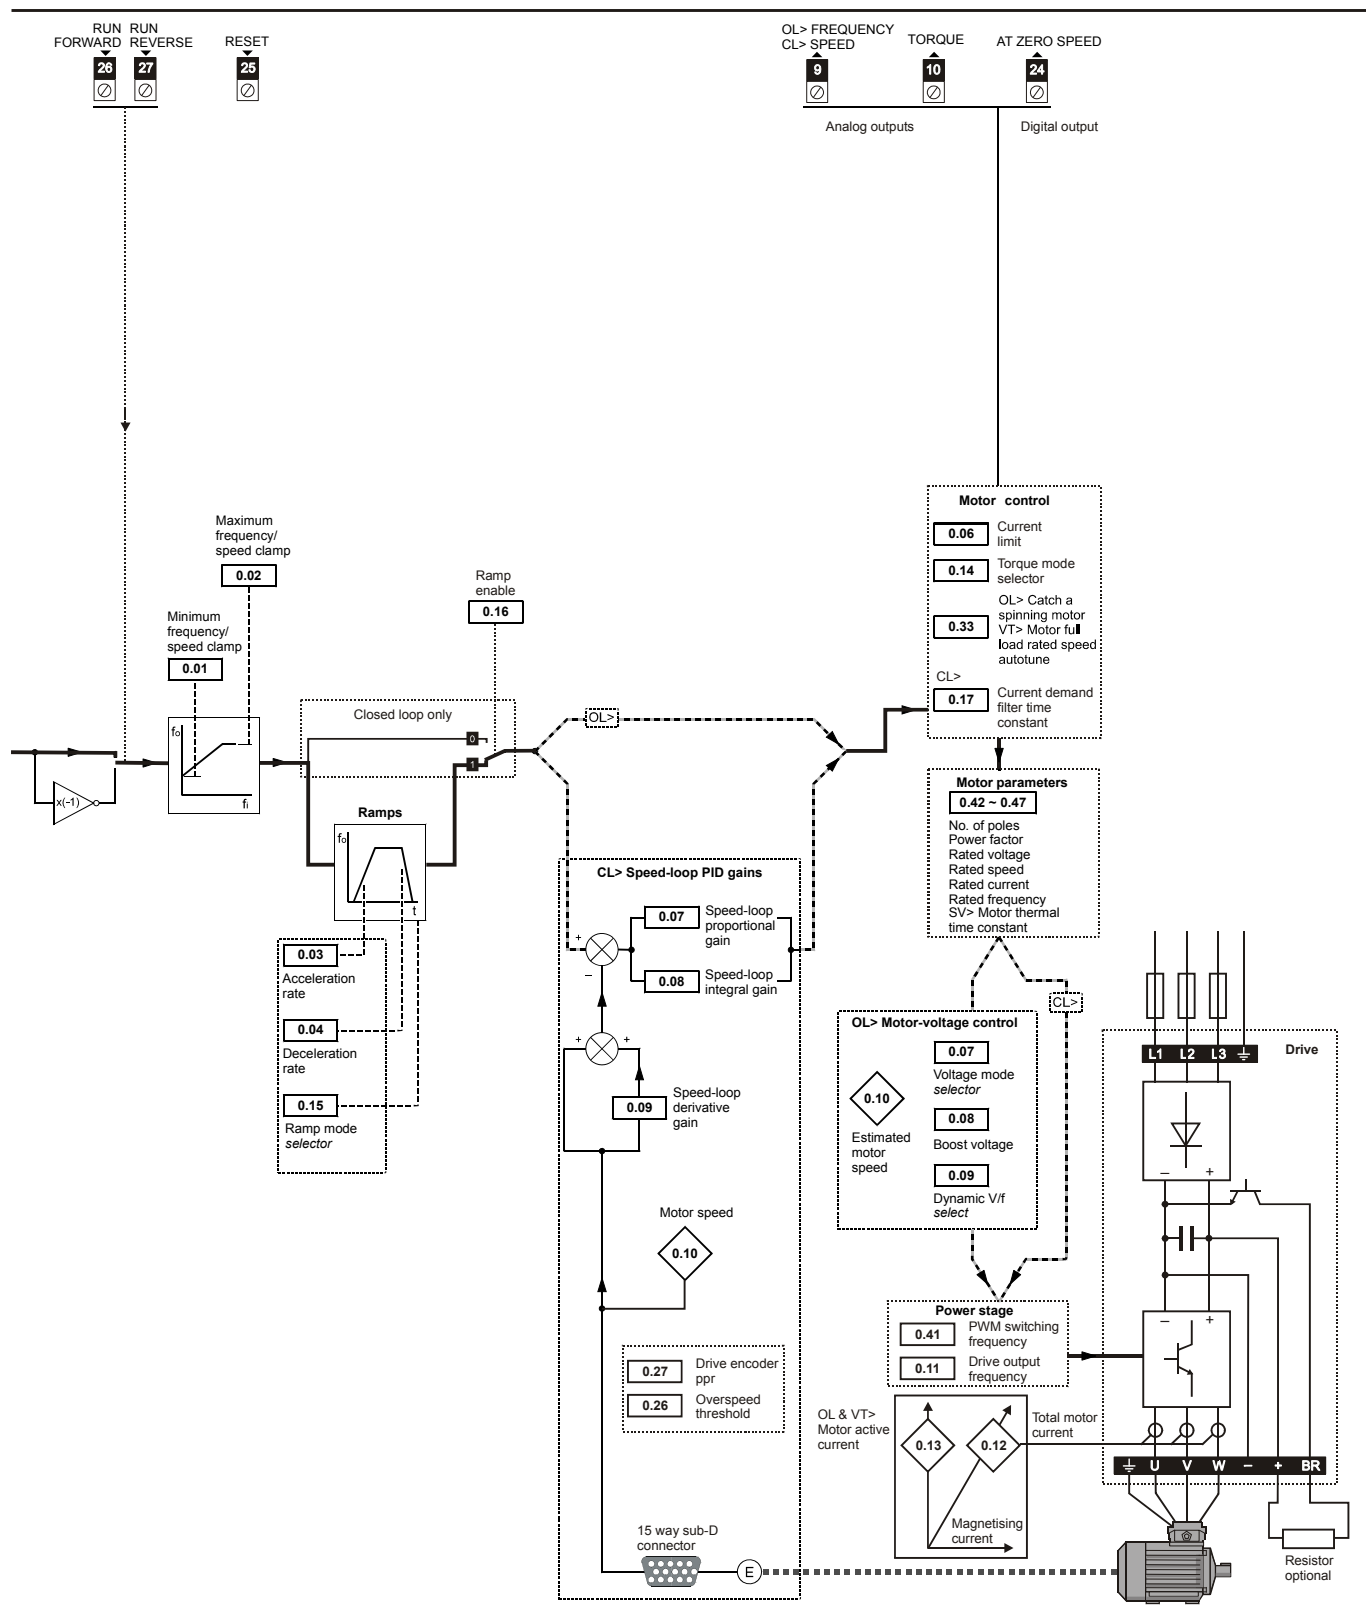 RUN FORWARD
RUN REVERSE
RESET
26
27
25
OL> FREQUENCY
CL> SPEED
TORQUE
AT ZERO SPEED
9
10
24
Analog outputs
Digital output
Maximum
frequency/
speed clamp
0.02
Minimum
frequency/
speed clamp
0.01
Ramp
enable
0.16
Closed loop only
0
1
OL>
fo
fi
x(-1)
Ramps
fo
t
0.03
Acceleration
rate
0.04
Deceleration
rate
0.15
Ramp mode
selector
CL> Speed-loop PID gains
+
–
0.07
Speed-loop
proportional
gain
0.08
Speed-loop
integral gain
+
+
0.09
Speed-loop
derivative
gain
Motor speed
0.10
0.27
Drive encoder
ppr
0.26
Overspeed
threshold
15 way sub-D
connector
E
Motor control
0.06
Current
limit
0.14
Torque mode
selector
0.33
OL> Catch a
spinning motor
VT> Motor full
load rated speed
autotune
CL>
0.17
Current demand
filter time
constant
Motor parameters
0.42 ~ 0.47
No. of poles
Power factor
Rated voltage
Rated speed
Rated current
Rated frequency
SV> Motor thermal
time constant
CL>
OL> Motor-voltage control
0.07
Voltage mode
selector
0.10
Estimated
motor
speed
0.08
Boost voltage
0.09
Dynamic V/f
select
Power stage
0.41
PWM switching
frequency
0.11
Drive output
frequency
OL & VT>
Motor active
current
0.13
0.12
Total motor
current
Magnetising
current
L1 L2 L3
Drive
– +
– +
U V W – + BR
Resistor
optional